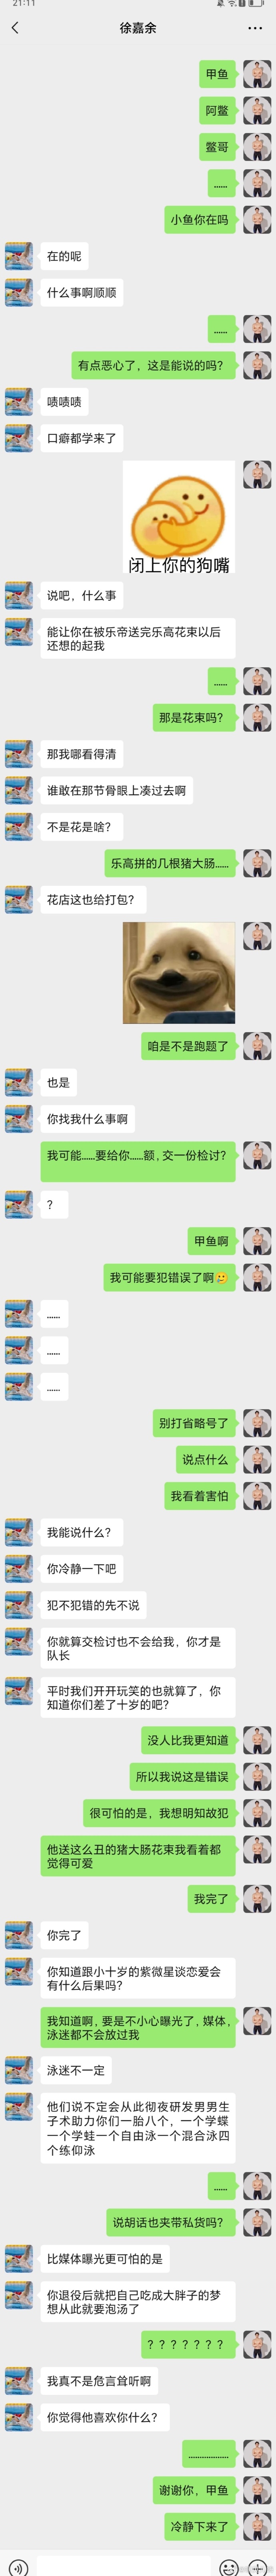 21:11
徐嘉余
甲鱼
阿鳖
鳖哥
……
小鱼你在吗
在的呢
什么事啊顺顺
……
有点恶心了，这是能说的吗？
啧啧啧
口癖都学来了
闭上你的狗嘴
说吧，什么事
能让你在被乐帝送完乐高花束以后
还想的起我
……
那是花束吗？
那我哪看得清
谁敢在那节骨眼上凑过去啊
不是花是啥？
乐高拼的几根猪大肠……
花店这也给打包？
咱是不是跑题了
也是
你找我什么事啊
我可能……要给你……额，交一份检讨？
？
甲鱼啊
我可能要犯错误了啊🥲
……
……
……
别打省略号了
说点什么
我看着害怕
我能说什么？
你冷静一下吧
犯不犯错的先不说
你就算交检讨也不会给我，你才是
队长
平时我们开开玩笑的也就算了，你
知道你们差了十岁的吧？
没人比我更知道
所以我说这是错误
很可怕的是，我想明知故犯
他送这么丑的猪大肠花束我看着都
觉得可爱
我完了
你完了
你知道跟小十岁的紫微星谈恋爱会
有什么后果吗？
我知道啊，要是不小心曝光了，媒体，
泳迷都不会放过我
泳迷不一定
他们说不定会从此彻夜研发男男生
子术助力你们一胎八个，一个学蝶
一个学蛙一个自由泳一个混合泳四
个练仰泳
……
说胡话也夹带私货吗？
比媒体曝光更可怕的是
你退役后就把自己吃成大胖子的梦
想从此就要泡汤了
？？？？？？？
我真不是危言耸听啊
你觉得他喜欢你什么？
………………
谢谢你，甲鱼
冷静下来了